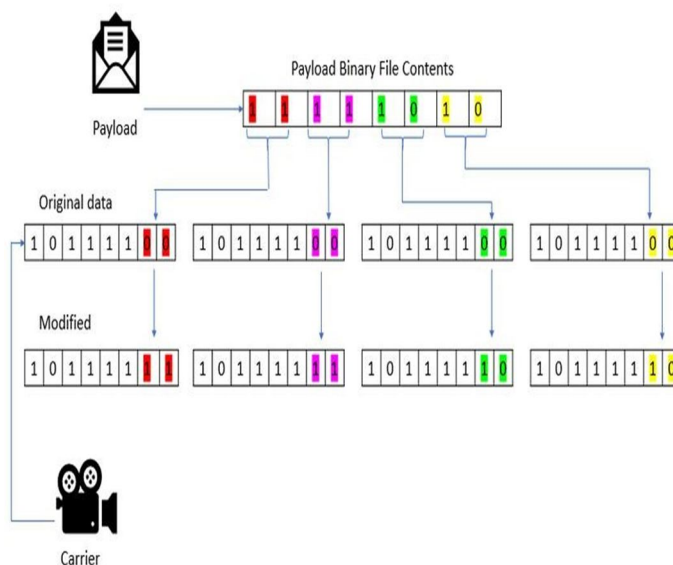 Payload Binary File Contents
1 1 1 1 1 0 1 0
Payload
Original data
1 0 1 1 1 1 0 0 1 0 1 1 1 1 0 0 1 0 1 1 1 1 0 0 1 0 1 1 1 1 0 0
Modified
1 0 1 1 1 1 1 1 1 0 1 1 1 1 1 1 1 0 1 1 1 1 1 0 1 0 1 1 1 1 1 0
Carrier